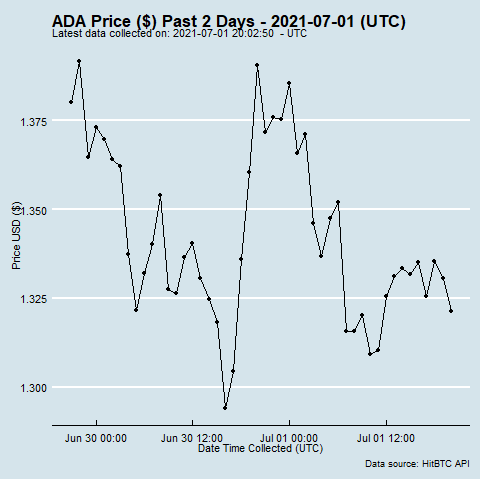 ADA Price ($) Past 2 Days - 2021-07-01 (UTC)
Latest data collected on: 2021-07-01 20:02:50 - UTC
1.375
1.350
1.325
1.300
Price USD ($)
Jun 30 00:00 Jun 30 12:00 Jul 01 00:00 Jul 01 12:00
Date Time Collected (UTC)
Data source: HitBTC API